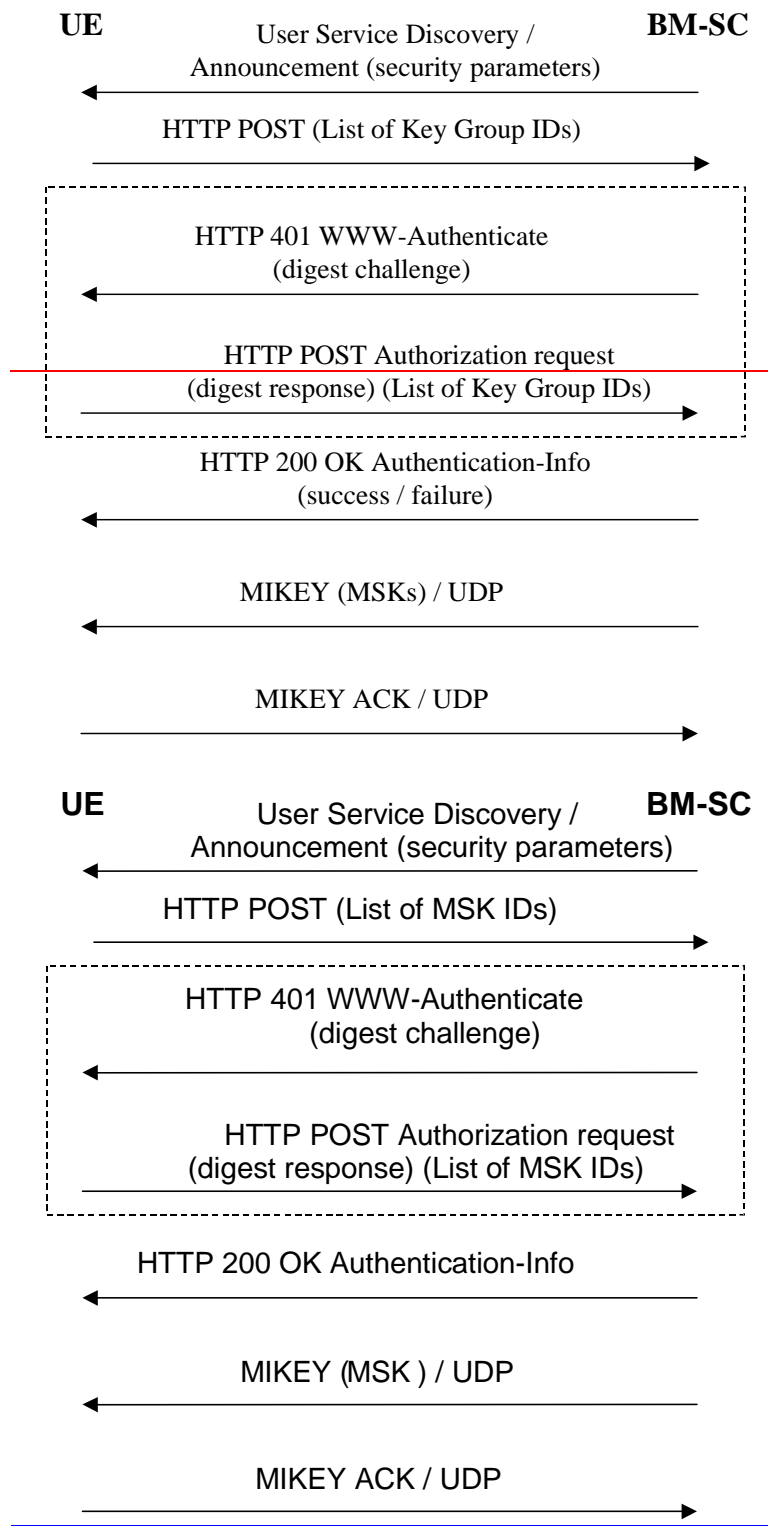 UE
BM-SC
User Service Discovery /
Announcement (security parameters)
HTTP POST (List of Key Group IDs)
HTTP 401 WWW-Authenticate
(digest challenge)
HTTP POST Authorization request
(digest response) (List of Key Group IDs)
HTTP 200 OK Authentication-Info
(success / failure)
MIKEY (MSKs) / UDP
MIKEY ACK / UDP
UE
BM-SC
User Service Discovery /
Announcement (security parameters)
HTTP POST (List of MSK IDs)
HTTP 401 WWW-Authenticate
(digest challenge)
HTTP POST Authorization request
(digest response) (List of MSK IDs)
HTTP 200 OK Authentication-Info
MIKEY (MSK ) / UDP
MIKEY ACK / UDP